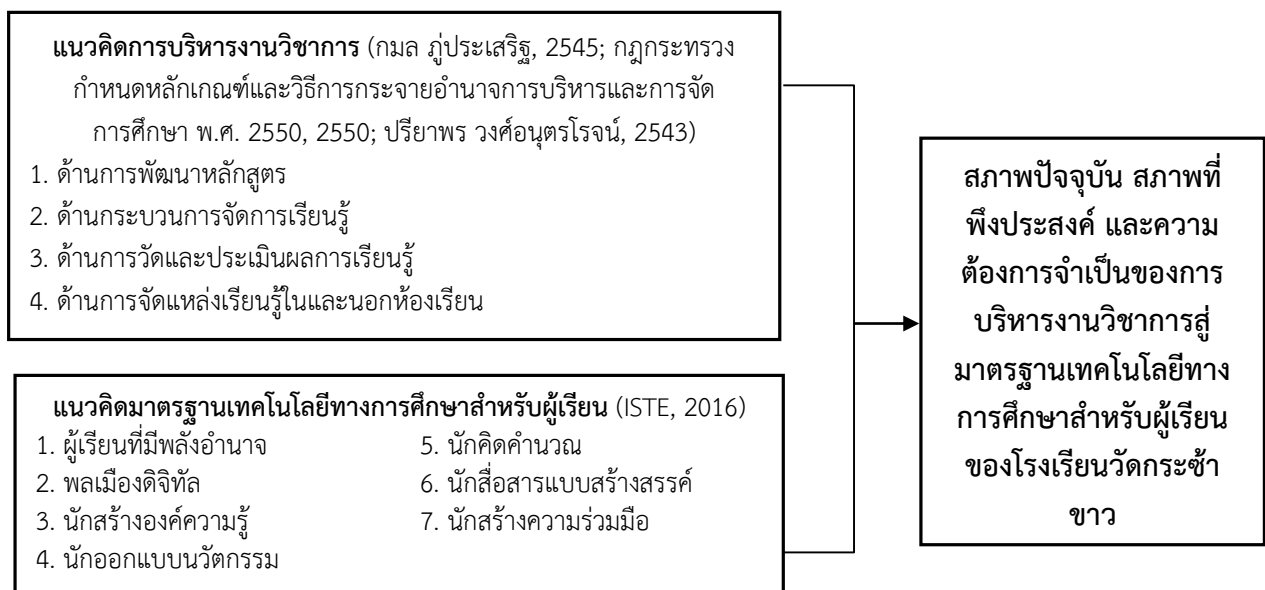 แนวคิดการบริหารงานวิชาการ (กมล ภู่ประเสริฐ, 2545; กฎกระทรวง
กำหนดหลักเกณฑ์และวิธีการกระจายอำนาจการบริหารและการจัด
การศึกษา พ.ศ. 2550, 2550; ปรียาพร วงศ์อนุตรโรจน์, 2543)
1. ด้านการพัฒนาหลักสูตร
2. ด้านกระบวนการจัดการเรียนรู้
3. ด้านการวัดและประเมินผลการเรียนรู้
4. ด้านการจัดแหล่งเรียนรู้ในและนอกห้องเรียน
แนวคิดมาตรฐานเทคโนโลยีทางการศึกษาสำหรับผู้เรียน (ISTE, 2016)
1. ผู้เรียนที่มีพลังอำนาจ
2. พลเมืองดิจิทัล
3. นักสร้างองค์ความรู้
4. นักออกแบบนวัตกรรม
5. นักคิดคำนวณ
6. นักสื่อสารแบบสร้างสรรค์
7. นักสร้างความร่วมมือ
สภาพปัจจุบัน สภาพที่
พึงประสงค์ และความ
ต้องการจำเป็นของการ
บริหารงานวิชาการสู่
มาตรฐานเทคโนโลยีทาง
การศึกษาสำหรับผู้เรียน
ของโรงเรียนวัดกระซ้า
ขาว